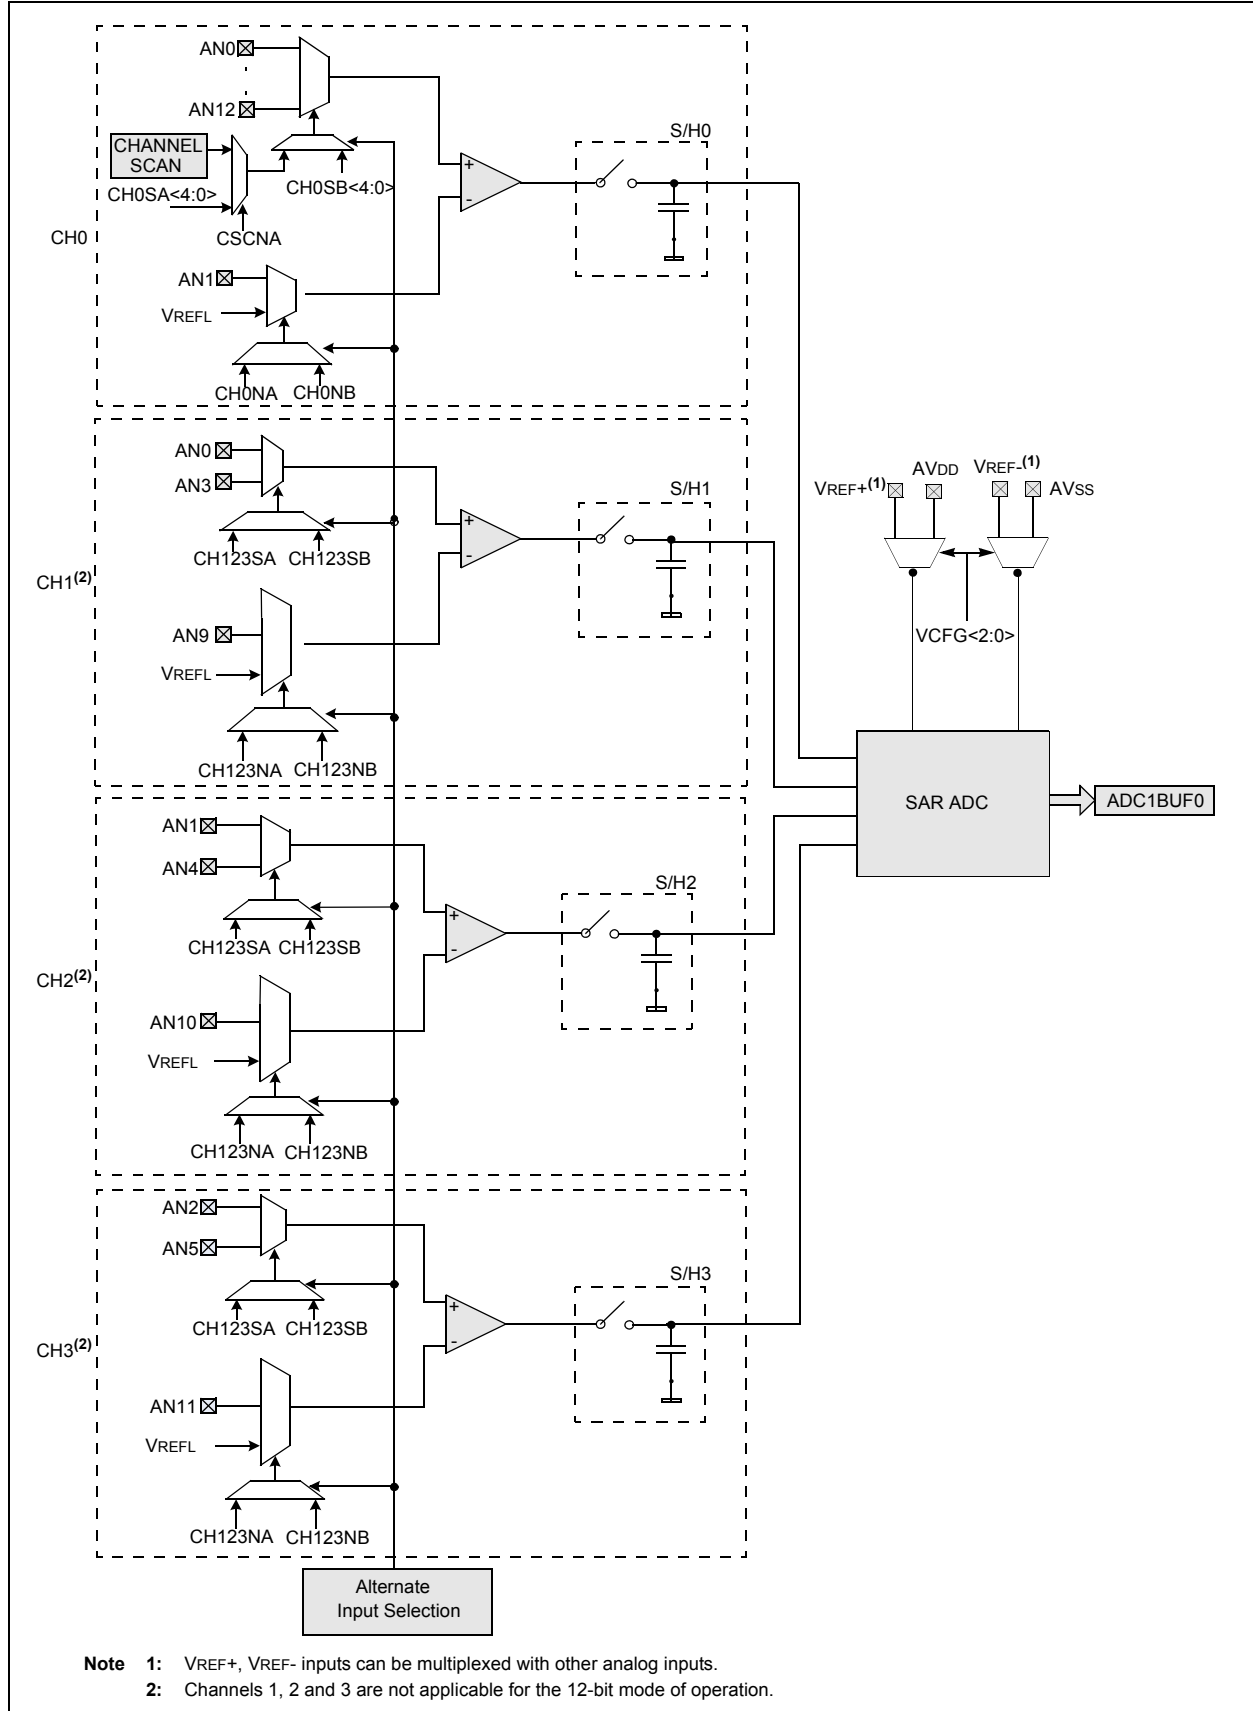 AN0
.
.
AN12
CHANNEL
SCAN
CH0SA<4:0>
CH0SB<4:0>
CSCNA
CH0
AN1
VREFL
CH0NA CH0NB
+
-
S/H0
AN0
AN3
CH123SA CH123SB
CH1(2)
AN9
VREFL
CH123NA CH123NB
+
-
S/H1
VREF+(1)
AVDD
VREF-(1)
AVSS
VCFG<2:0>
SAR ADC
ADC1BUF0
AN1
AN4
CH123SA CH123SB
CH2(2)
AN10
VREFL
CH123NA CH123NB
+
-
S/H2
AN2
AN5
CH123SA CH123SB
CH3(2)
AN11
VREFL
CH123NA CH123NB
+
-
S/H3
Alternate
Input Selection
Note 1: VREF+, VREF- inputs can be multiplexed with other analog inputs.
2: Channels 1, 2 and 3 are not applicable for the 12-bit mode of operation.